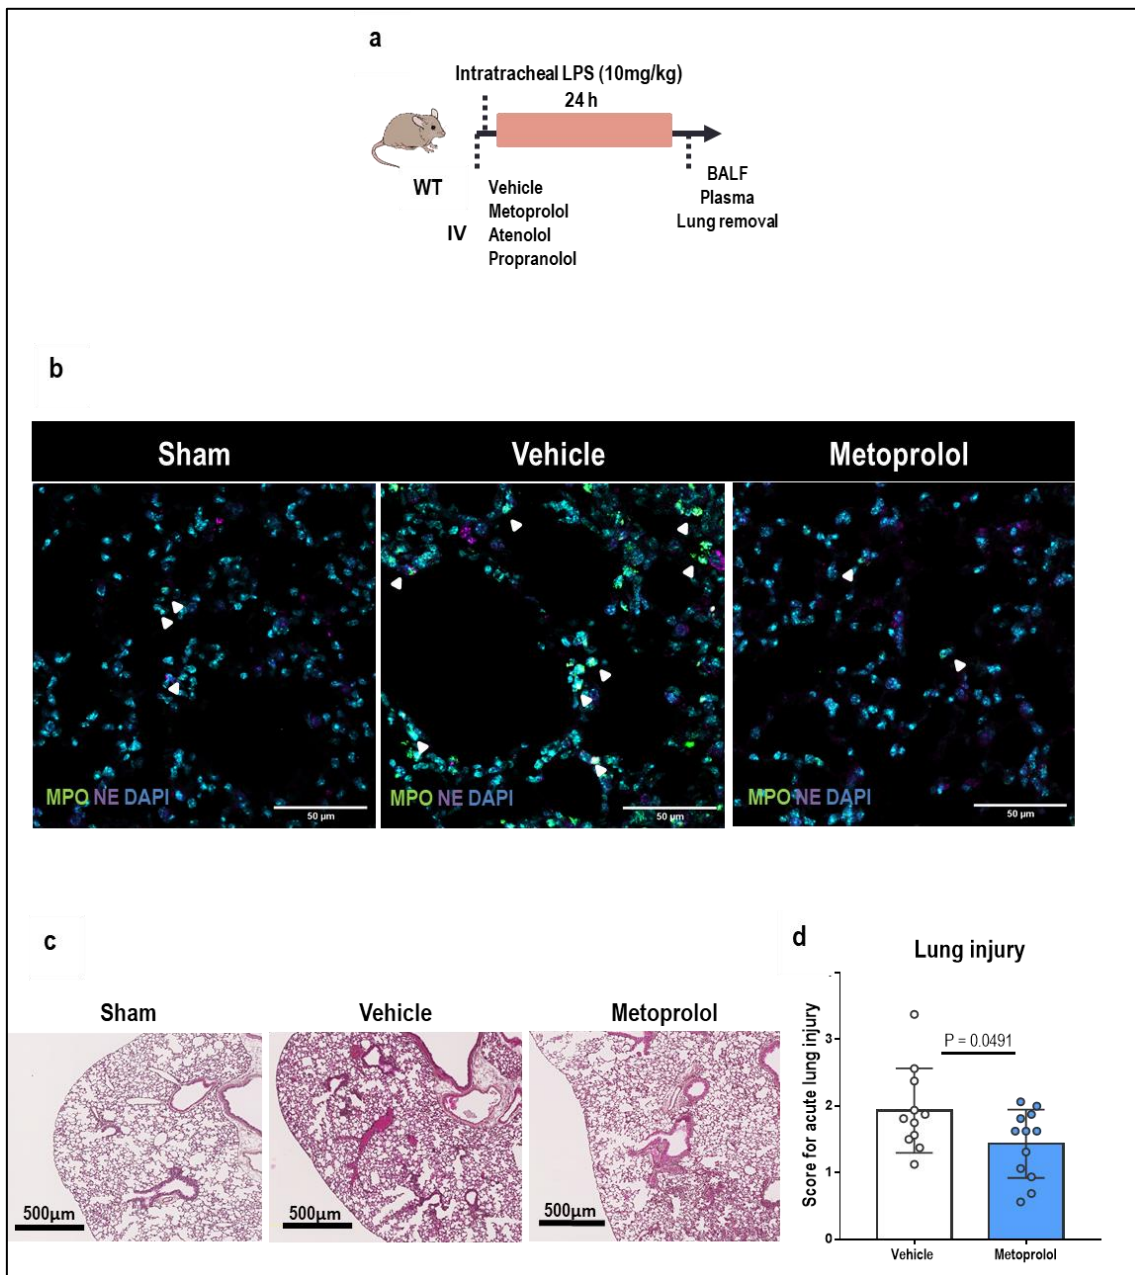 a
Intratracheal LPS (10mg/kg)
24 h
WT
IV
Vehicle
Metoprolol
Atenolol
Propranolol
BALF
Plasma
Lung removal
b
Sham
Vehicle
Metoprolol
MPO NE DAPI
50 µm
MPO NE DAPI
50 µm
MPO NE DAPI
50 µm
c
Sham
Vehicle
Metoprolol
500µm
500µm
500µm
d
Lung injury
Score for acute lung injury
3
2
1
0
P = 0.0491
Vehicle
Metoprolol